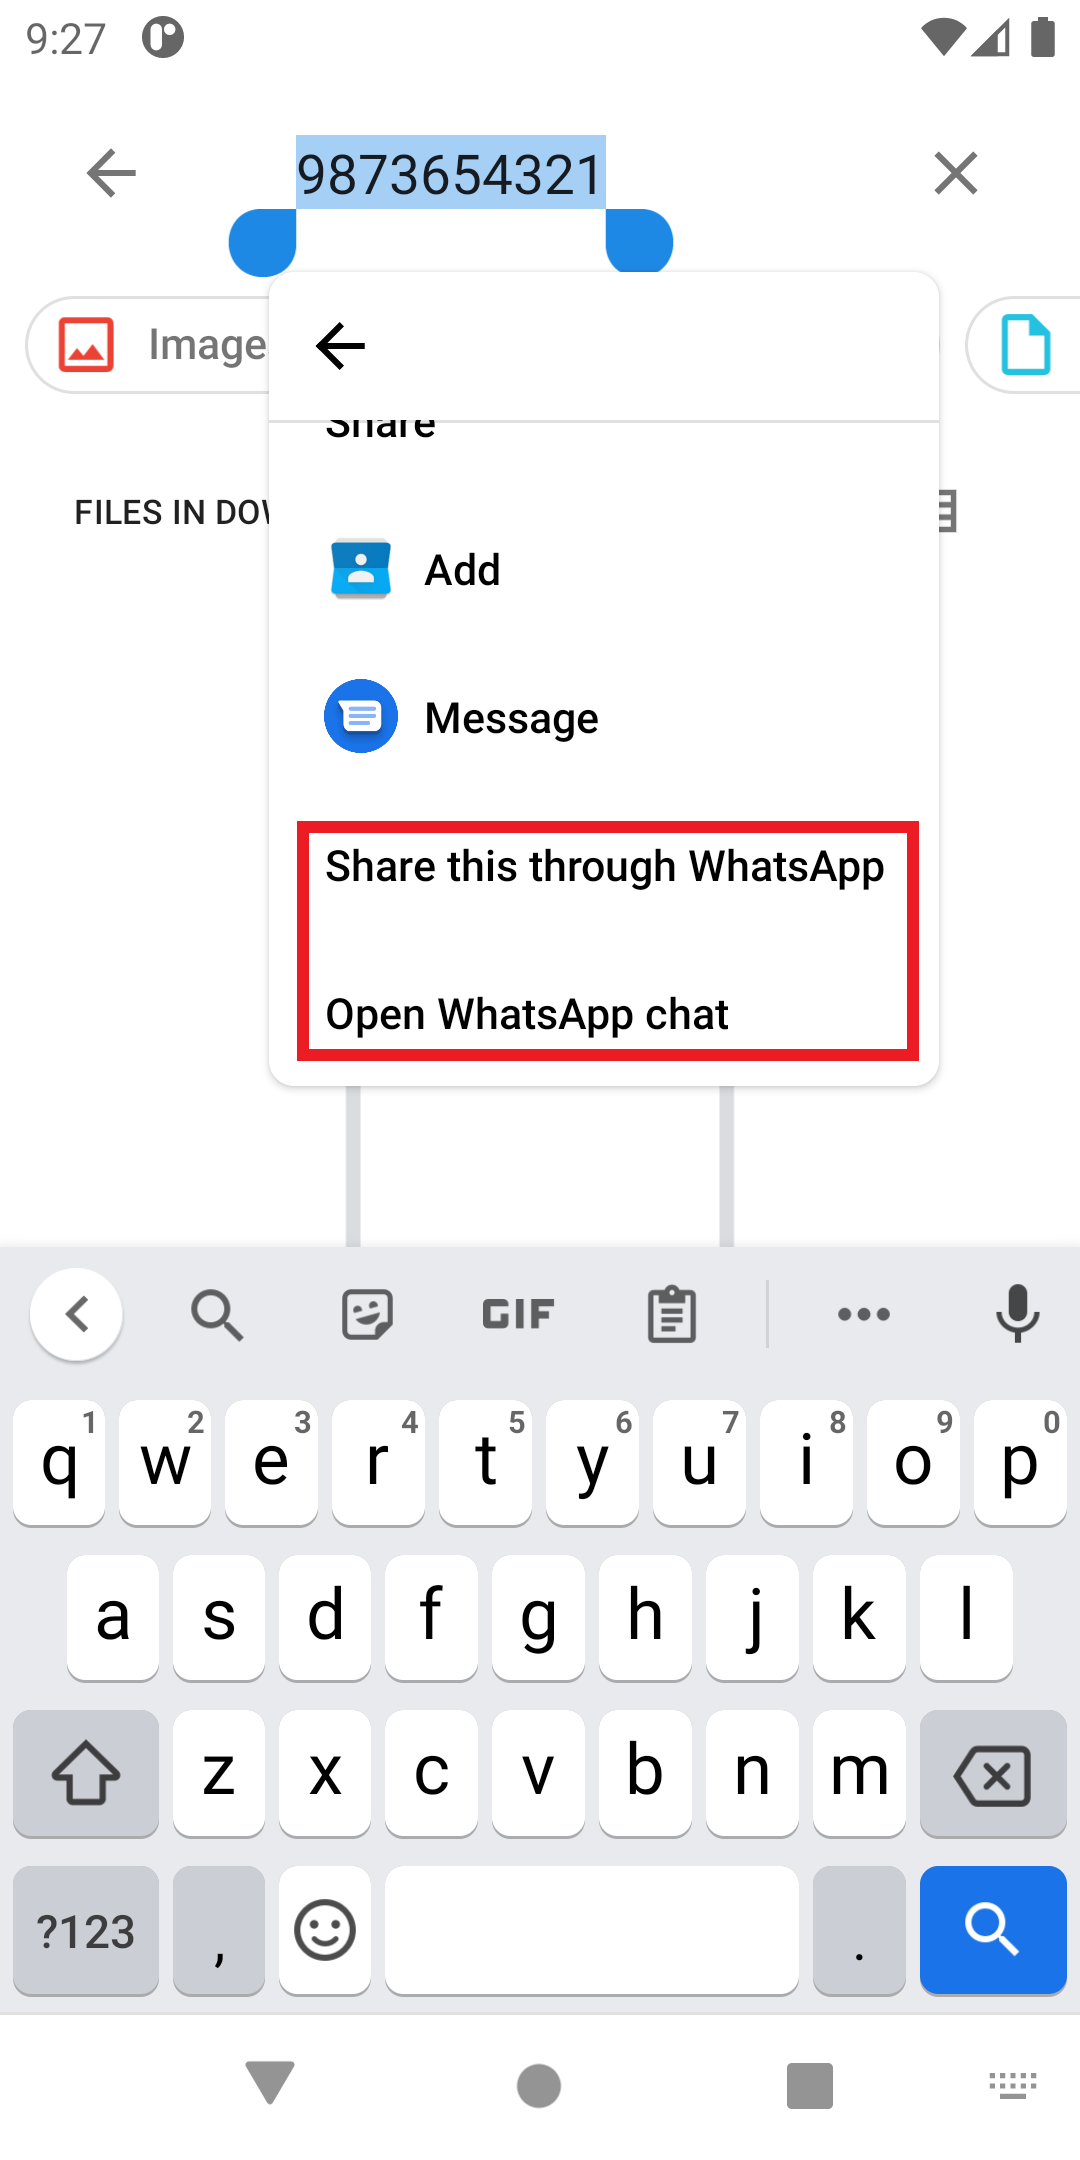 9:27
9873654321
Image
Share
FILES IN DOW
Add
Message
Share this through WhatsApp
Open WhatsApp chat
GIF
1 2 3 4 5 6 7 8 9 0
q w e r t y u i o p
a s d f g h j k l
z x c v b n m
?123 , .